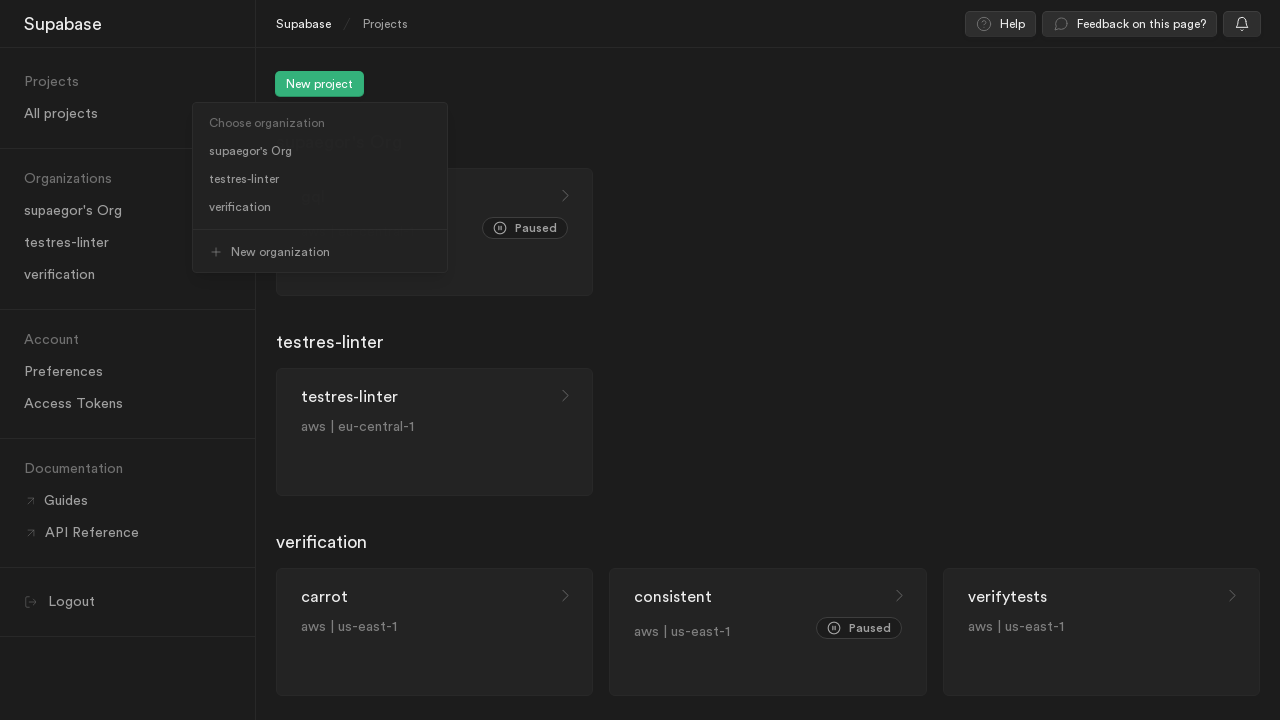 Supabase
Supabase / Projects
Help
Feedback on this page?
Projects
All projects
Organizations
supaegor's Org
testres-linter
verification
Account
Preferences
Access Tokens
Documentation
Guides
API Reference
Logout
New project
Choose organization
supaegor's Org
testres-linter
verification
New organization
Paused
testres-linter
testres-linter
aws | eu-central-1
verification
carrot
aws | us-east-1
consistent
aws | us-east-1
Paused
verifytests
aws | us-east-1